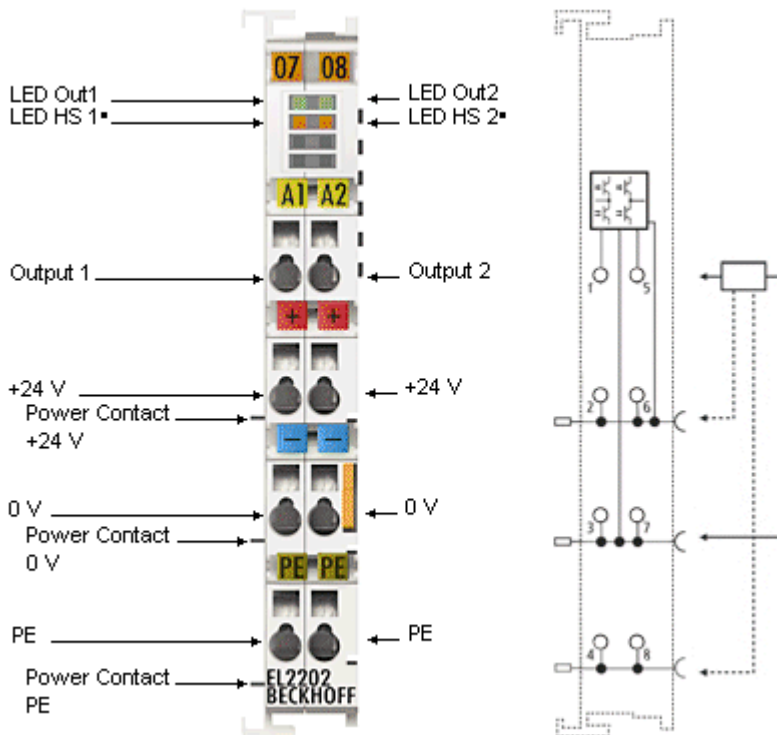 07 08
LED Out1
LED Out2
LED HS 1▪
LED HS 2▪
A1 A2
Output 1
Output 2
+ +
+24 V
+24 V
Power Contact
+24 V
− −
0 V
0 V
Power Contact
0 V
PE PE
PE
PE
Power Contact
PE
EL2202
BECKHOFF
1 5
2 6
3 7
4 8